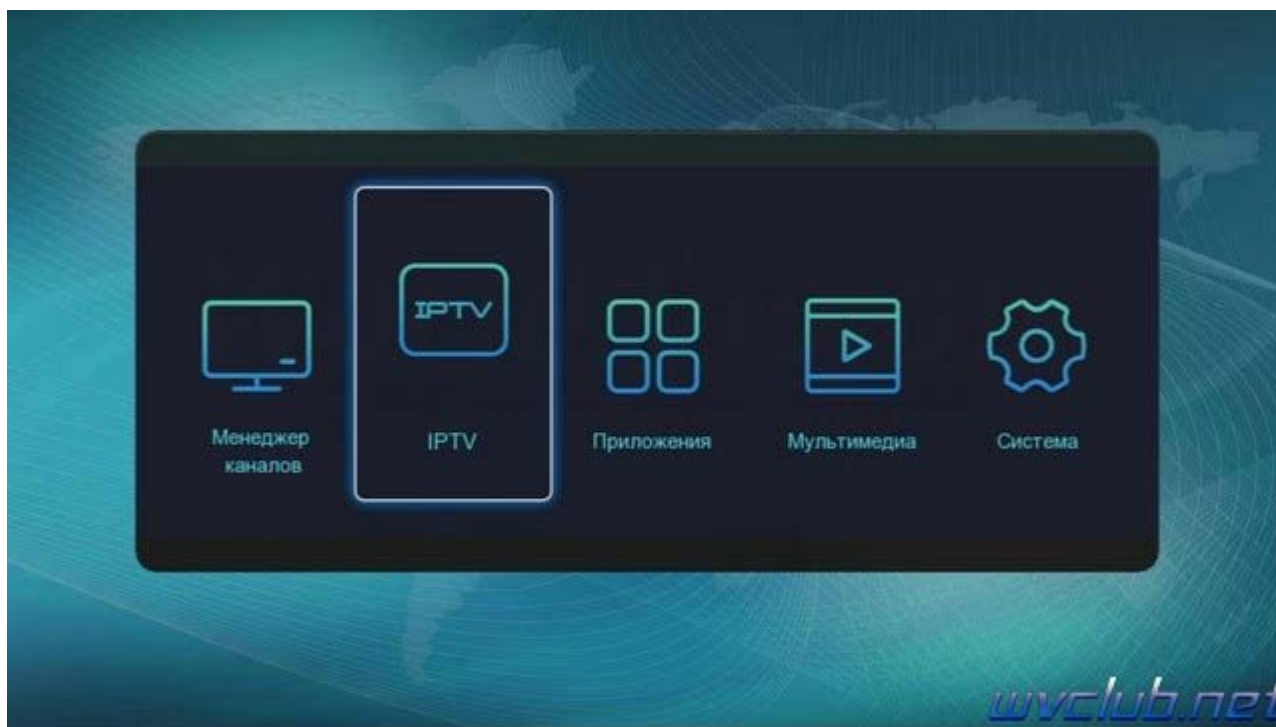 IPTV
Менеджер
каналов
IPTV
Приложения
Мультимедиа
Система
wvclub.net